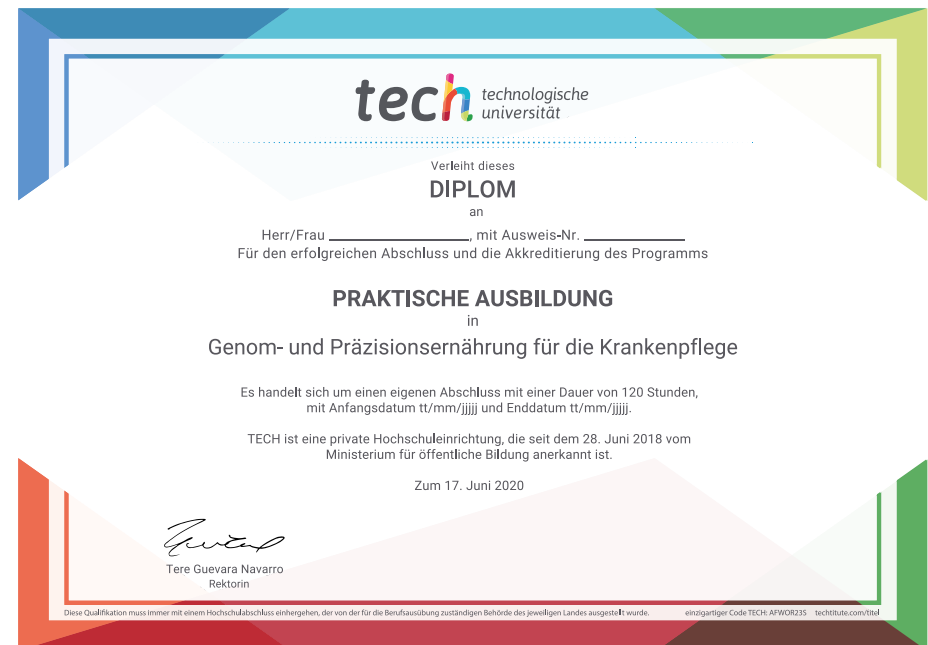 tech technologische
universität
Verleiht dieses
DIPLOM
an
Herr/Frau ____________________, mit Ausweis-Nr. ______________
Für den erfolgreichen Abschluss und die Akkreditierung des Programms
PRAKTISCHE AUSBILDUNG
in
Genom- und Präzisionsernährung für die Krankenpflege
Es handelt sich um einen eigenen Abschluss mit einer Dauer von 120 Stunden,
mit Anfangsdatum tt/mm/jjjjj und Enddatum tt/mm/jjjjj.
TECH ist eine private Hochschuleinrichtung, die seit dem 28. Juni 2018 vom
Ministerium für öffentliche Bildung anerkannt ist.
Zum 17. Juni 2020
Tere Guevara Navarro
Rektorin
Diese Qualifikation muss immer mit einem Hochschulabschluss einhergehen, der von der für die Berufsausübung zuständigen Behörde des jeweiligen Landes ausgestellt wurde. einzigartiger Code TECH: AFWOR23S techtitute.com/titel